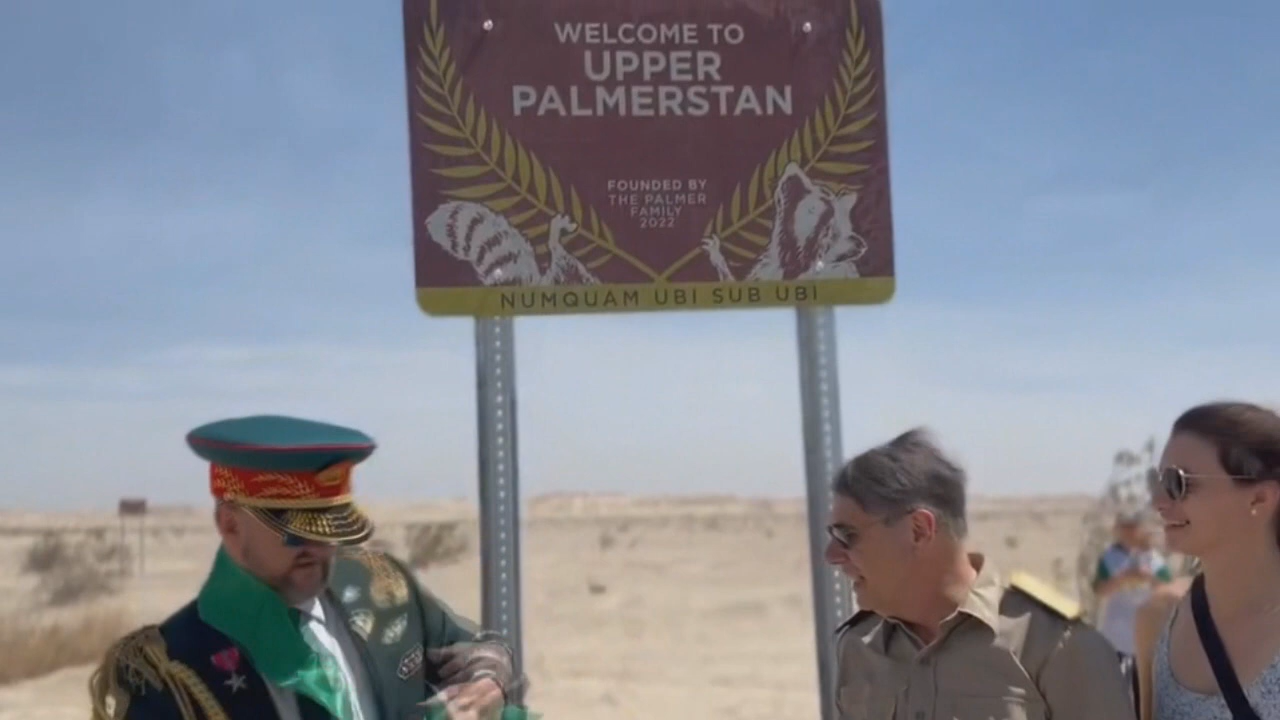 WELCOME TO
UPPER
PALMERSTAN
FOUNDED BY
THE PALMER
FAMILY
2022
NUMQUAM UBI SUB UBI